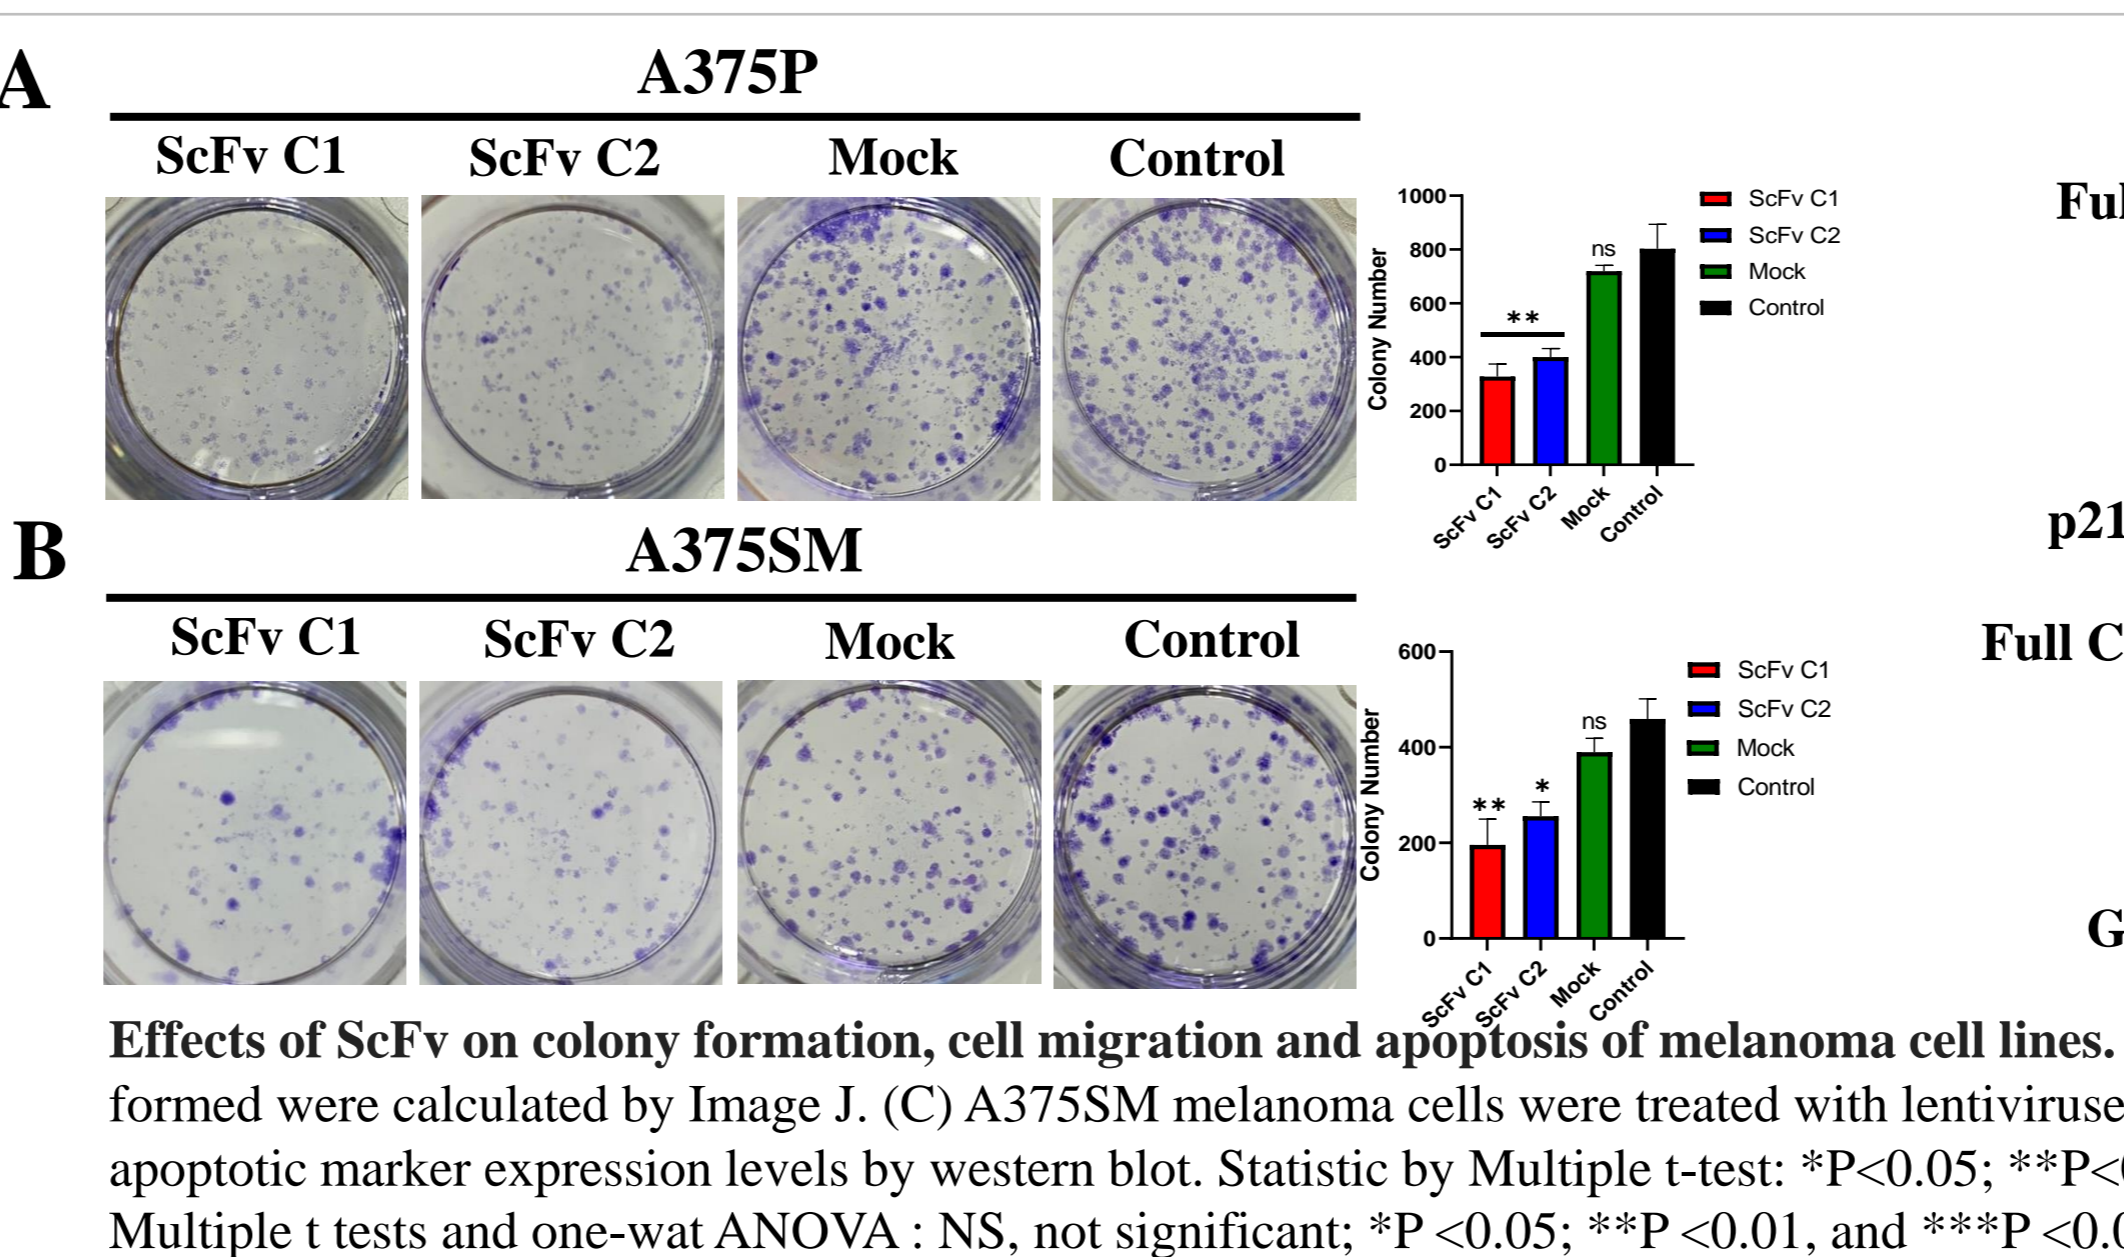 A
A375P
ScFv C1 ScFv C2 Mock Control
1000
800
600
400
200
0
Colony Number
**
ns
ScFv C1
ScFv C2
Mock
Control
ScFv C1
ScFv C2
Mock
Control
B
A375SM
ScFv C1 ScFv C2 Mock Control
600
400
200
0
Colony Number
**
*
ns
ScFv C1
ScFv C2
Mock
Control
ScFv C1
ScFv C2
Mock
Control
p21
Full C
G
Effects of ScFv on colony formation, cell migration and apoptosis of melanoma cell lines.
formed were calculated by Image J. (C) A375SM melanoma cells were treated with lentiviruse
apoptotic marker expression levels by western blot. Statistic by Multiple t-test: *P<0.05; **P<
Multiple t tests and one-wat ANOVA : NS, not significant; *P <0.05; **P <0.01, and ***P <0.0